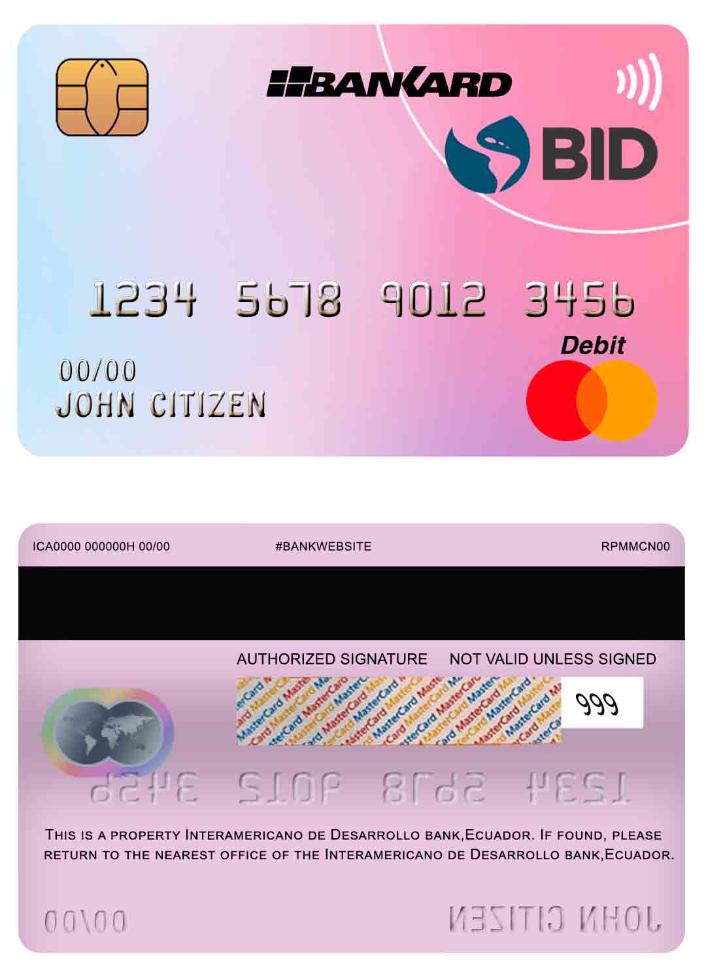 BANKARD
BID
1234 5678 9012 3456
Debit
00/00
JOHN CITIZEN
ICA0000 000000H 00/00 #BANKWEBSITE RPMMCN00
AUTHORIZED SIGNATURE NOT VALID UNLESS SIGNED
MasterCard MasterCard MasterCard
999
1234 5678 9012 3456
THIS IS A PROPERTY INTERAMERICANO DE DESARROLLO BANK,ECUADOR. IF FOUND, PLEASE
RETURN TO THE NEAREST OFFICE OF THE INTERAMERICANO DE DESARROLLO BANK,ECUADOR.
00/00 JOHN CITIZEN